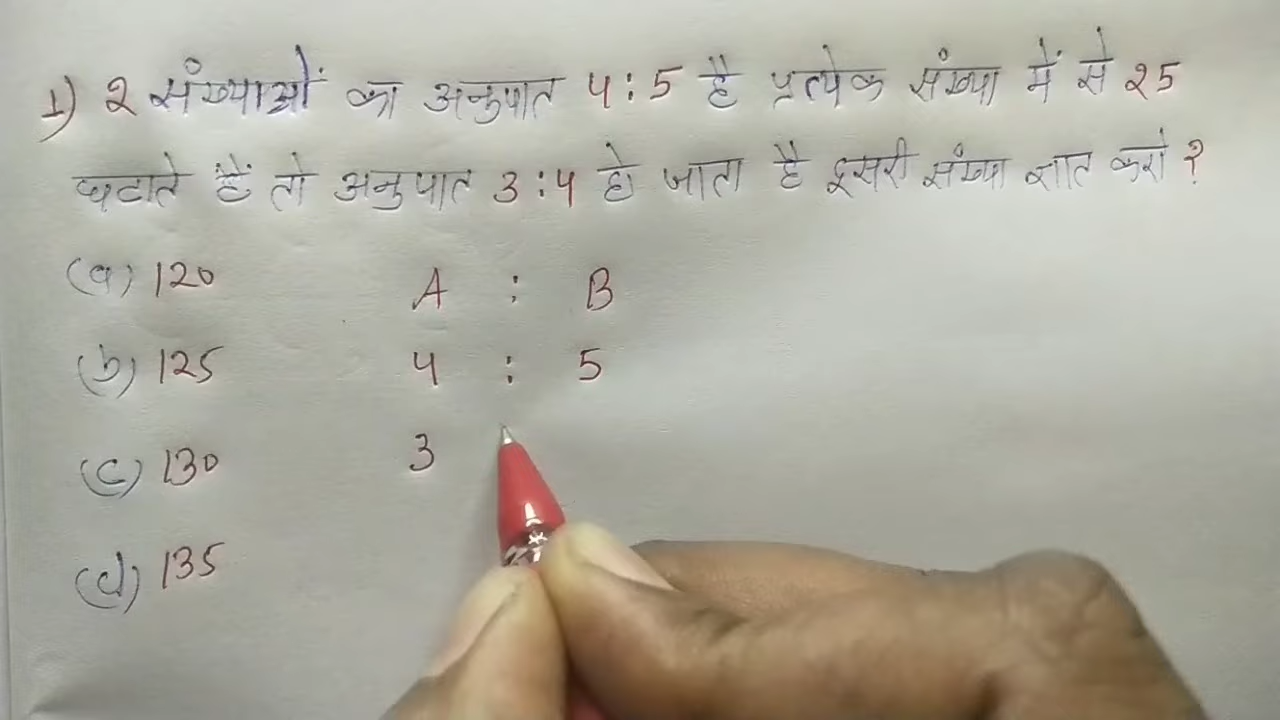 1) 2 संख्याओं का अनुपात 4:5 है प्रत्येक संख्या में से 25
घटाते हैं तो अनुपात 3:4 हो जाता है दूसरी संख्या ज्ञात करो ?
(a) 120 A : B
(b) 125 4 : 5
(c) 130 3
(d) 135